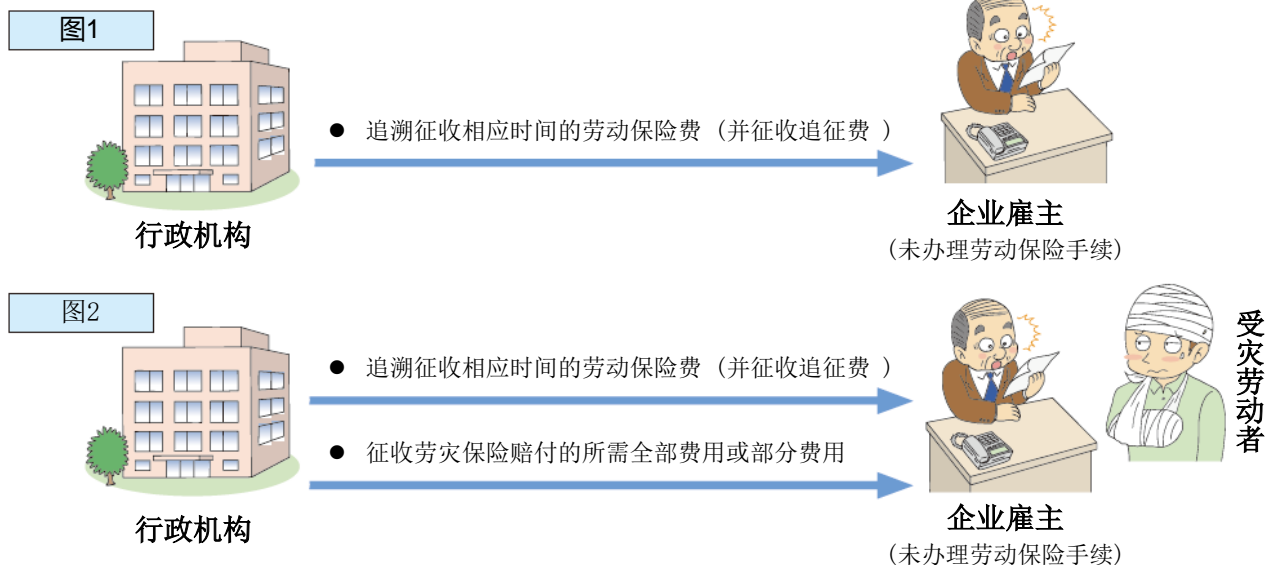 图1
● 追溯征收相应时间的劳动保险费（并征收追征费 ）
行政机构
企业雇主
（未办理劳动保险手续）
图2
● 追溯征收相应时间的劳动保险费（并征收追征费 ）
● 征收劳灾保险赔付的所需全部费用或部分费用
受灾劳动者
行政机构
企业雇主
（未办理劳动保险手续）